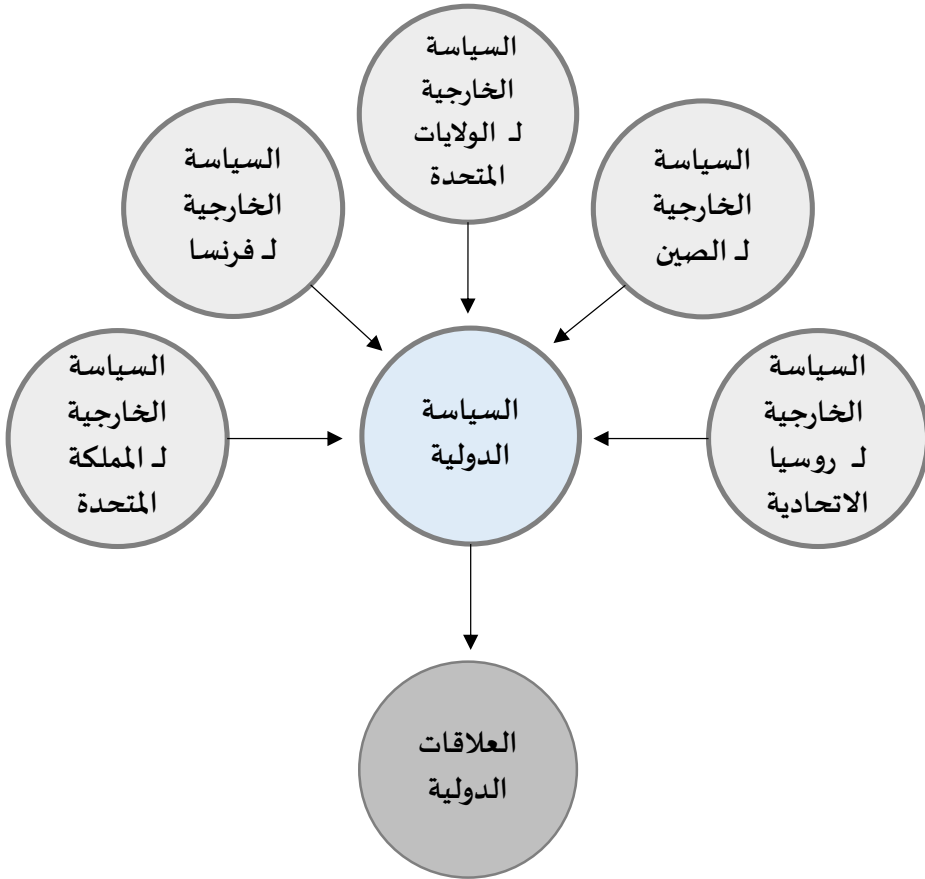 السياسة
الخارجية
لـ الولايات
المتحدة
السياسة
الخارجية
لـ الصين
السياسة
الخارجية
لـ فرنسا
السياسة
الخارجية
لـ روسيا
الاتحادية
السياسة
الدولية
السياسة
الخارجية
لـ المملكة
المتحدة
العلاقات
الدولية